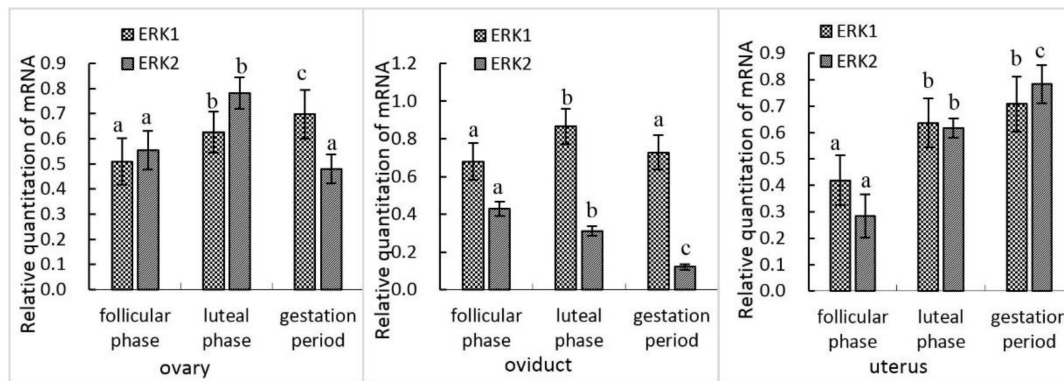 ERK1
ERK2
Relative quantitation of mRNA
0.9
0.8
0.7
0.6
0.5
0.4
0.3
0.2
0.1
0.0
a
a
b
b
c
a
follicular phase
luteal phase
gestation period
ovary
ERK1
ERK2
Relative quantitation of mRNA
1.2
1.0
0.8
0.6
0.4
0.2
0.0
a
a
b
b
a
c
follicular phase
luteal phase
gestation period
oviduct
ERK1
ERK2
Relative quantitation of mRNA
0.9
0.8
0.7
0.6
0.5
0.4
0.3
0.2
0.1
0.0
a
a
b
b
b
c
follicular phase
luteal phase
gestation period
uterus